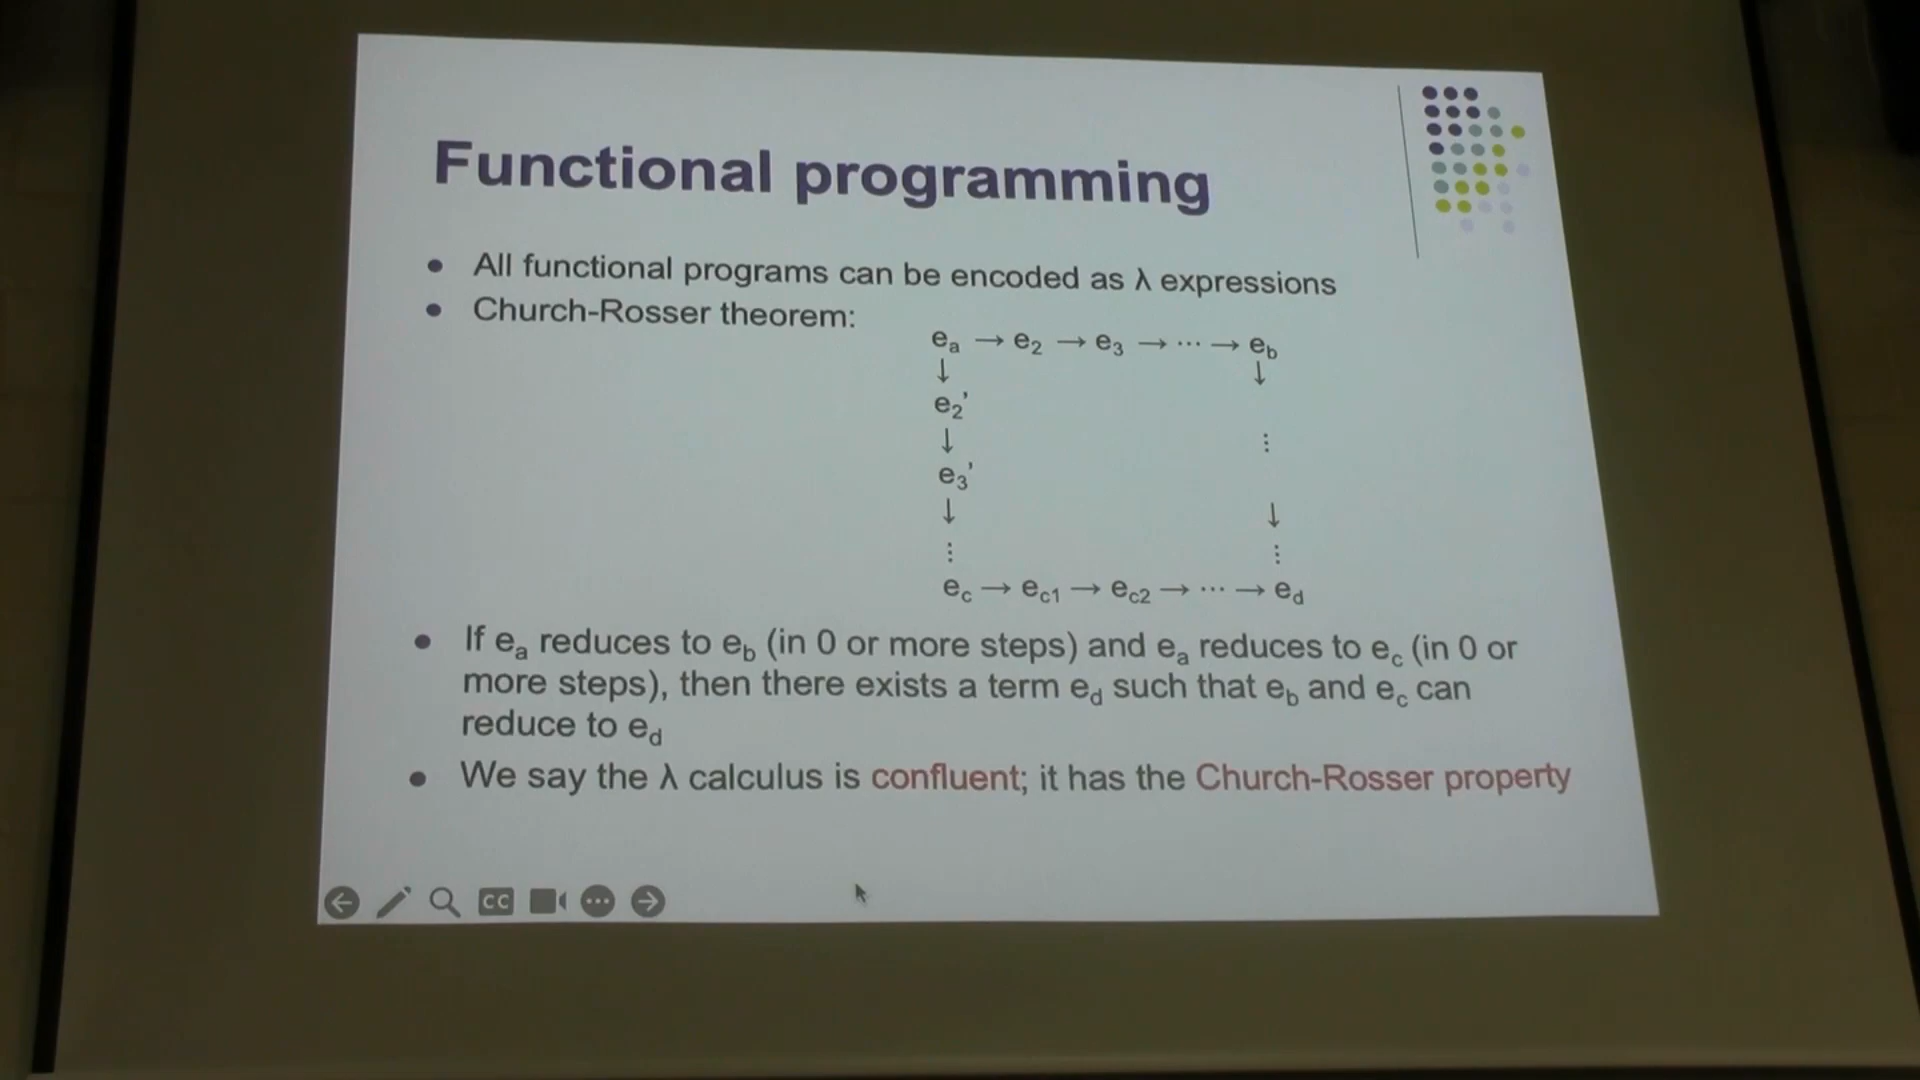 Functional programming
• All functional programs can be encoded as λ expressions
• Church-Rosser theorem:
eₐ → e₂ → e₃ → ⋯ → e_b
↓ ↓
e₂'
↓ ⋮
e₃'
↓ ↓
⋮ ⋮
e_c → e_c1 → e_c2 → ⋯ → e_d
• If eₐ reduces to e_b (in 0 or more steps) and eₐ reduces to e_c (in 0 or
more steps), then there exists a term e_d such that e_b and e_c can
reduce to e_d
• We say the λ calculus is confluent; it has the Church-Rosser property
CC